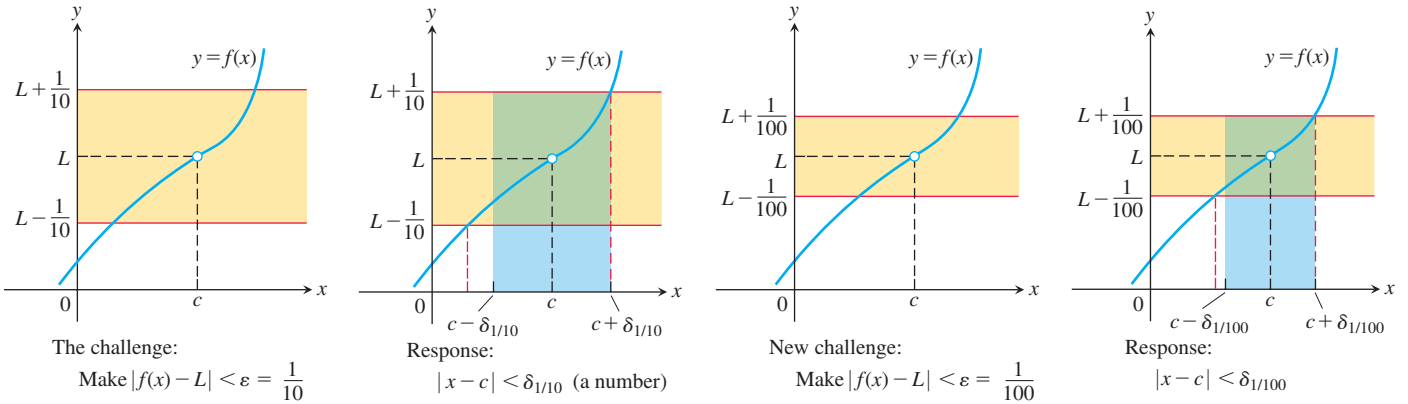 y
y = f(x)
L + 1/10
L
L − 1/10
0
c
x
The challenge:
Make |f(x) − L| < ε = 1/10
y
y = f(x)
L + 1/10
L
L − 1/10
0
c
x
c − δ1/10
c + δ1/10
Response:
|x − c| < δ1/10 (a number)
y
y = f(x)
L + 1/100
L
L − 1/100
0
c
x
New challenge:
Make |f(x) − L| < ε = 1/100
y
y = f(x)
L + 1/100
L
L − 1/100
0
c
x
c − δ1/100
c + δ1/100
Response:
|x − c| < δ1/100